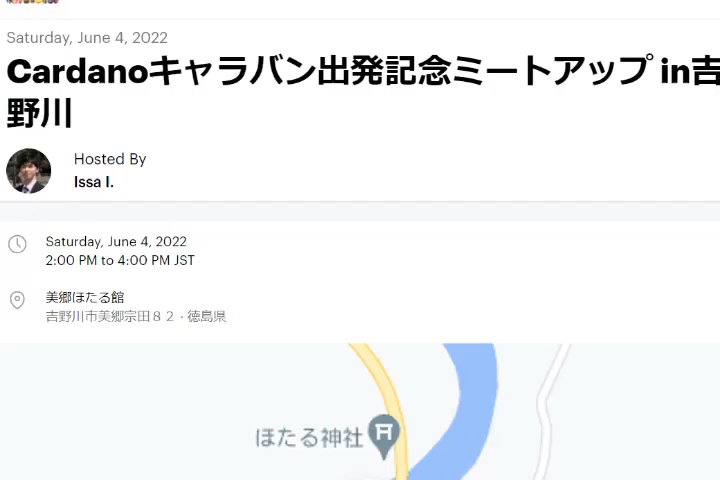 Saturday, June 4, 2022
Cardanoキャラバン出発記念ミートアップ in吉
野川
Hosted By
Issa I.
Saturday, June 4, 2022
2:00 PM to 4:00 PM JST
美郷ほたる館
吉野川市美郷宗田８２ · 徳島県
ほたる神社